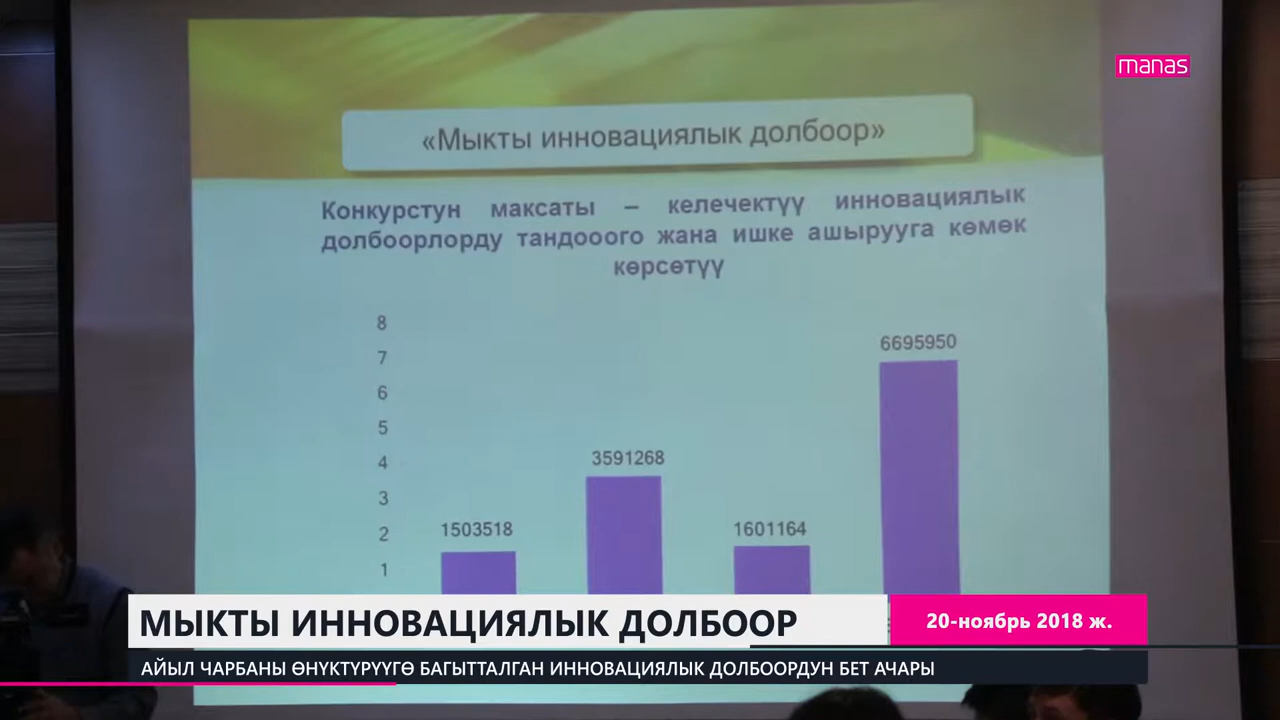 manas
«Мыкты инновациялык долбоор»
Конкурстун максаты – келечектүү инновациялык
долбоорлорду тандооого жана ишке ашырууга көмөк
көрсөтүү
8
7
6
5
4
3
2
1
1503518
3591268
1601164
6695950
МЫКТЫ ИННОВАЦИЯЛЫК ДОЛБООР
20-ноябрь 2018 ж.
АЙЫЛ ЧАРБАНЫ ӨНҮКТҮРҮҮГӨ БАГЫТТАЛГАН ИННОВАЦИЯЛЫК ДОЛБООРДУН БЕТ АЧАРЫ